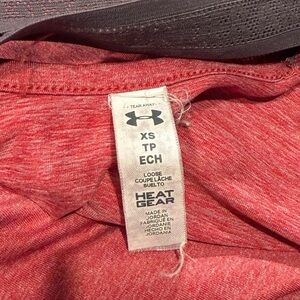 TEAR AWAY
XS
TP
ECH
LOOSE
COUPE LÂCHE
SUELTO
HEAT
GEAR
MADE IN
JORDAN
FABRIQUÉ EN
JORDANIE
HECHO EN
JORDANIA